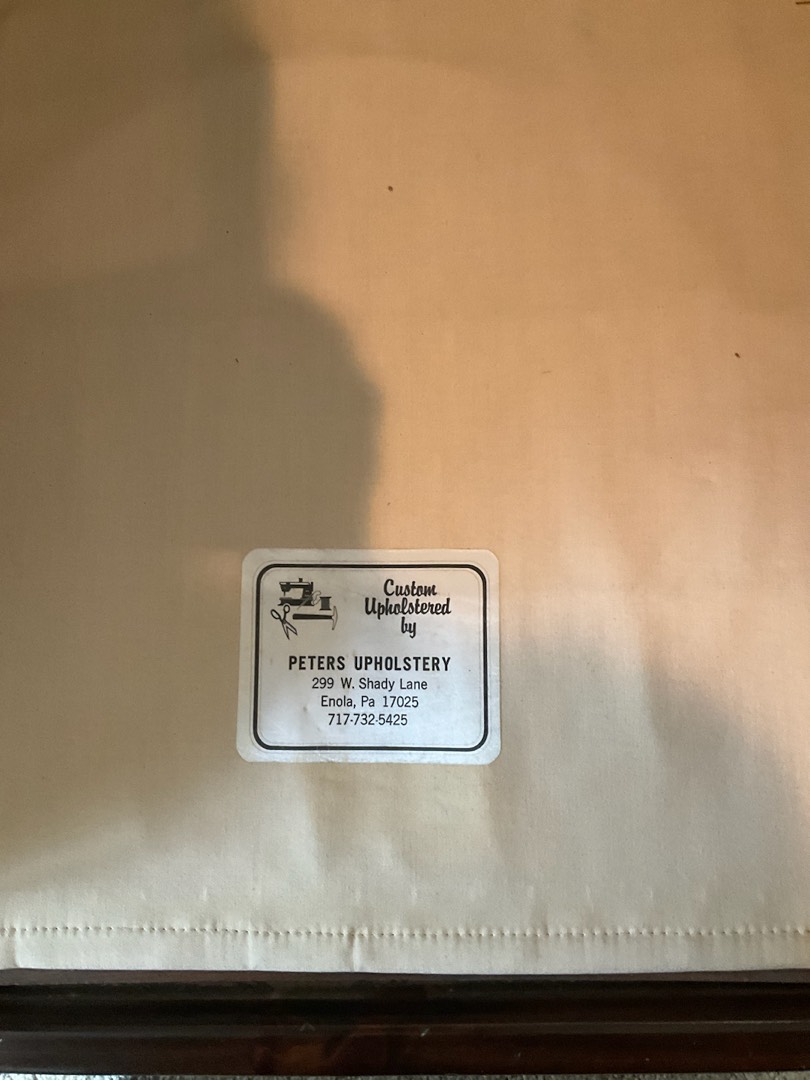 Custom
Upholstered
by
PETERS UPHOLSTERY
299 W. Shady Lane
Enola, Pa 17025
717-732-5425